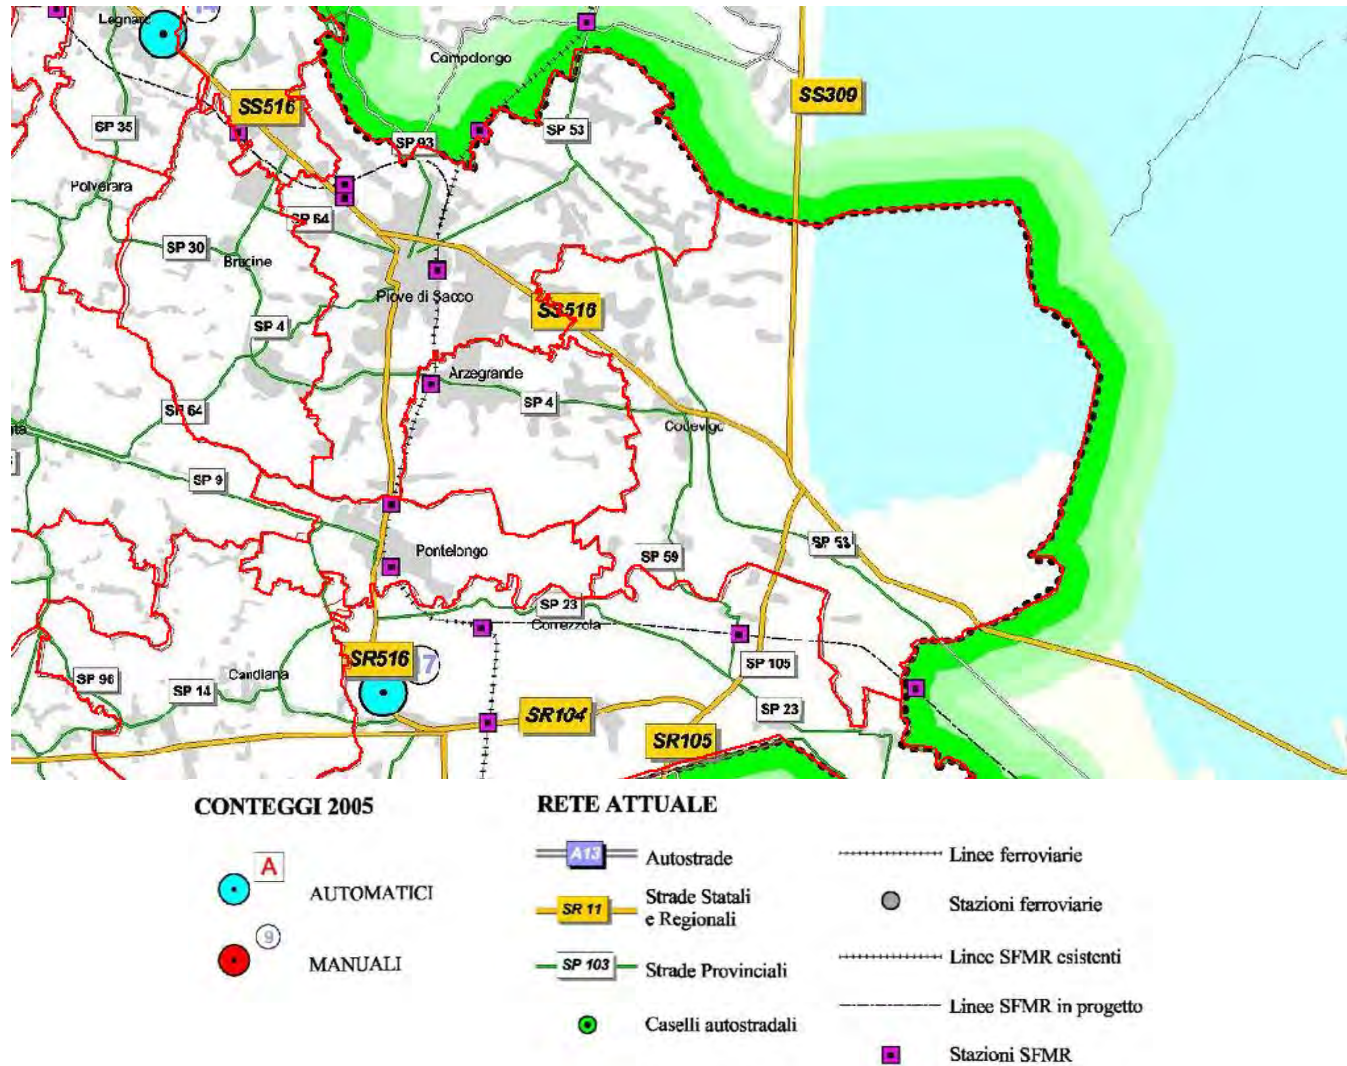 Legnaro
14
Campolongo
SS516
SS309
SP 35
SP 93
SP 53
Polverara
SP 64
SP 30
Brugine
Piove di Sacco
SS516
SP 4
Arzegrande
SP 4
SP 64
Codevigo
SP 9
SP 53
Pontelongo
SP 59
SP 23
Correzzola
SR516
17
SP 105
Candiana
SP 96
SP 14
SR104
SP 23
SR105
CONTEGGI 2005
A
AUTOMATICI
9
MANUALI
RETE ATTUALE
A13
Autostrade
SR 11
Strade Statali
e Regionali
SP 103
Strade Provinciali
Caselli autostradali
Linee ferroviarie
Stazioni ferroviarie
Linee SFMR esistenti
Linee SFMR in progetto
Stazioni SFMR